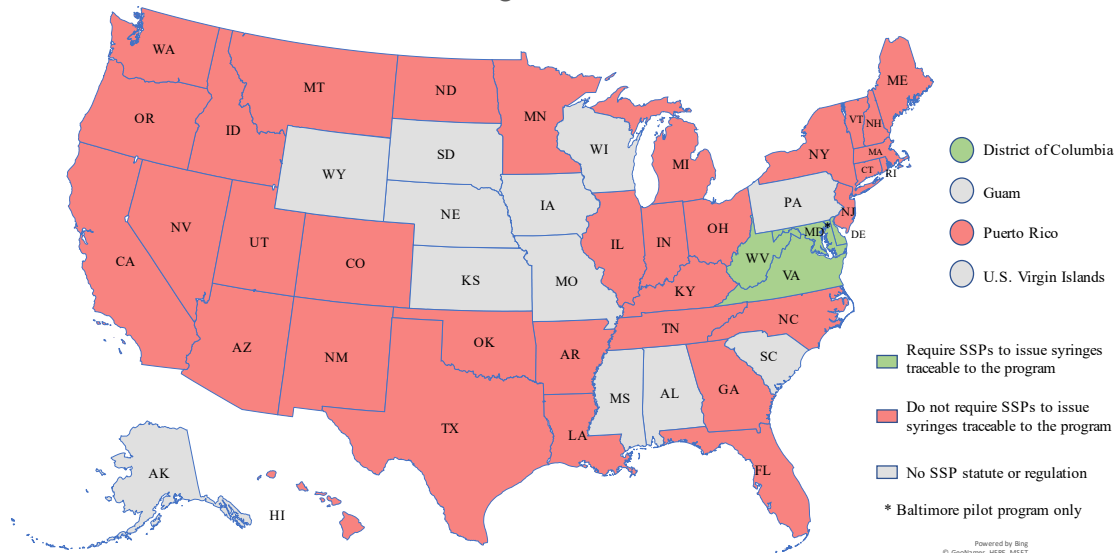 WA
MT
ND
MN
ME
OR
ID
VT
NH
SD
WI
NY
MA
District of Columbia
MI
CT
RI
WY
Guam
IA
PA
NE
NJ
NV
OH
MD
*
DE
Puerto Rico
UT
IL
IN
WV
CA
CO
VA
U.S. Virgin Islands
KS
MO
KY
NC
TN
OK
AZ
NM
AR
SC
Require SSPs to issue syringes
traceable to the program
MS
AL
GA
Do not require SSPs to issue
syringes traceable to the program
TX
LA
FL
AK
No SSP statute or regulation
HI
* Baltimore pilot program only
Powered by Bing
© GeoNames, HERE, MSFT